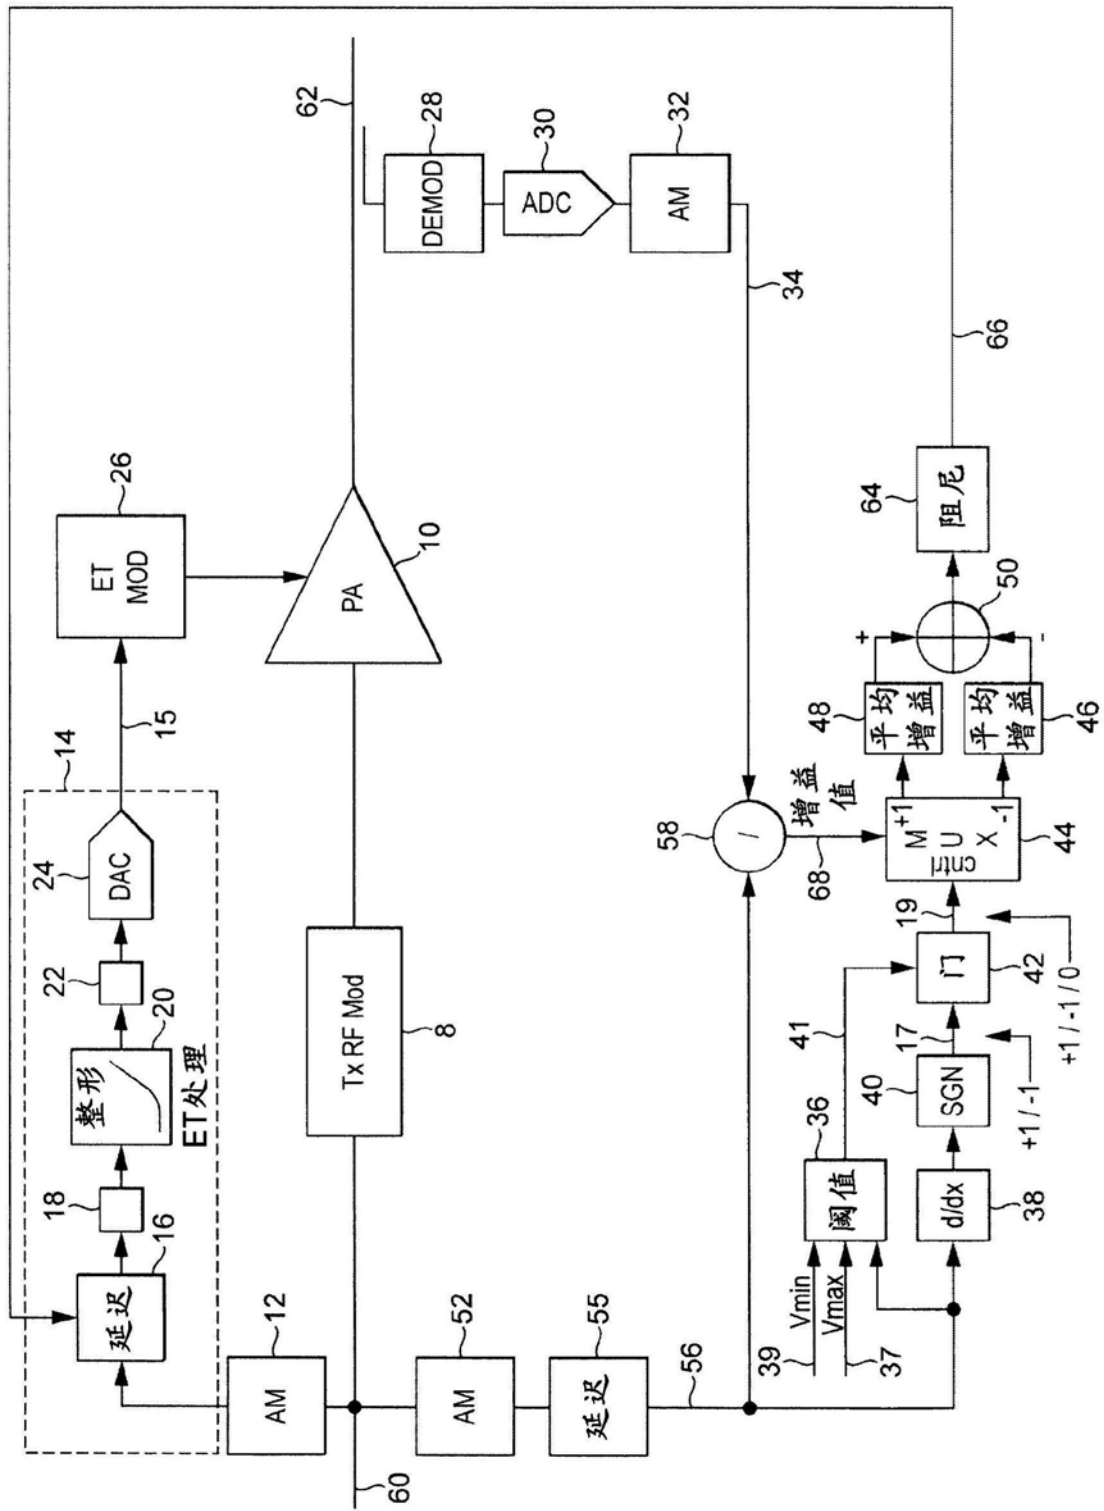 14
24
DAC
15
26
ET
MOD
22
20
整形
ET处理
18
16
延迟
12
AM
60
Tx RF Mod
8
PA
10
62
DEMOD
28
ADC
30
AM
32
34
52
AM
55
延迟
56
58
/
增益
值
68
39
Vmin
Vmax
37
36
阈值
41
d/dx
38
40
SGN
17
+1 / -1
门
42
19
+1 / -1 / 0
cntrl
M
U
X
+1
-1
44
48
平均
增益
平均
增益
46
+
-
50
64
阻尼
66